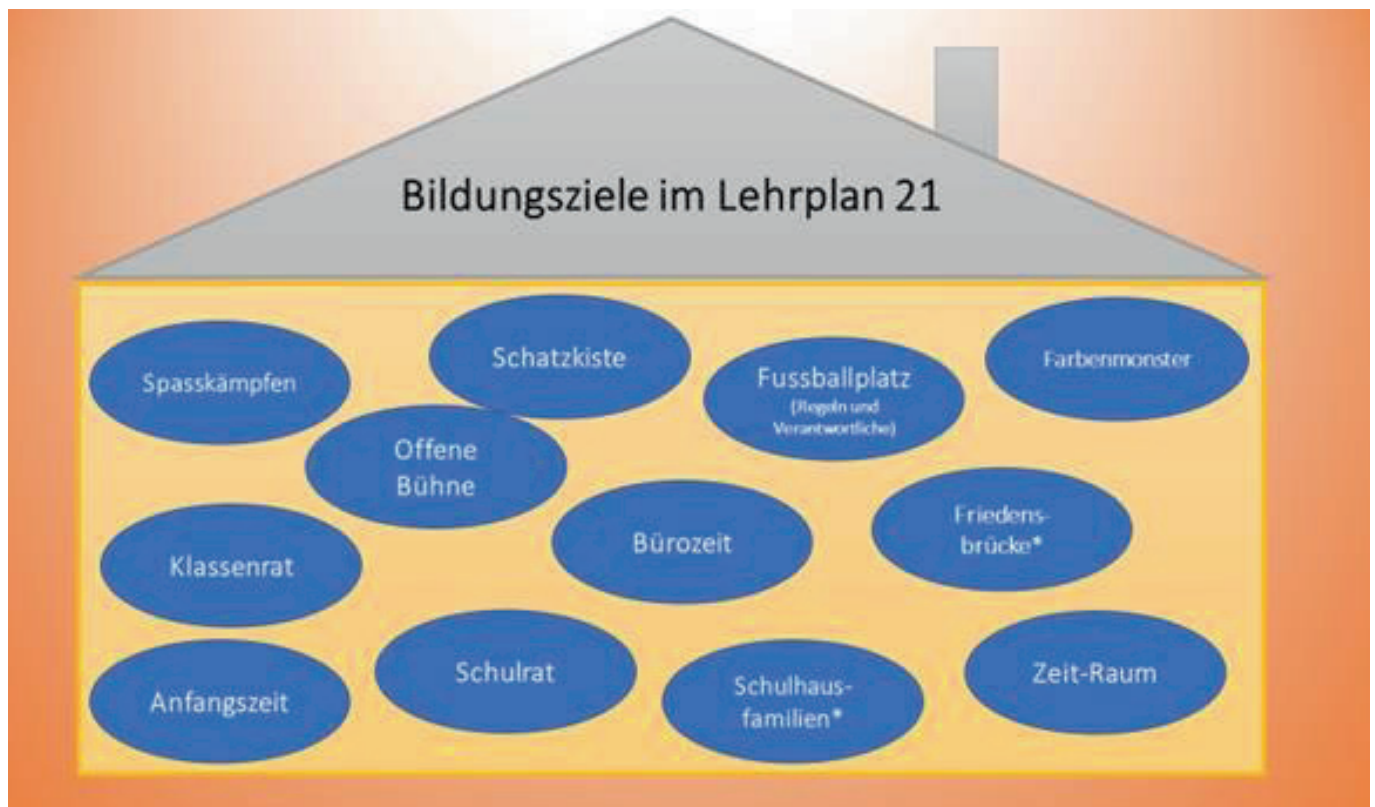 Bildungsziele im Lehrplan 21
Spasskämpfen
Schatzkiste
Fussballplatz
(Regeln und
Verantwortliche)
Farbenmonster
Offene
Bühne
Klassenrat
Bürozeit
Friedens-
brücke*
Anfangszeit
Schulrat
Schulhaus-
familien*
Zeit-Raum